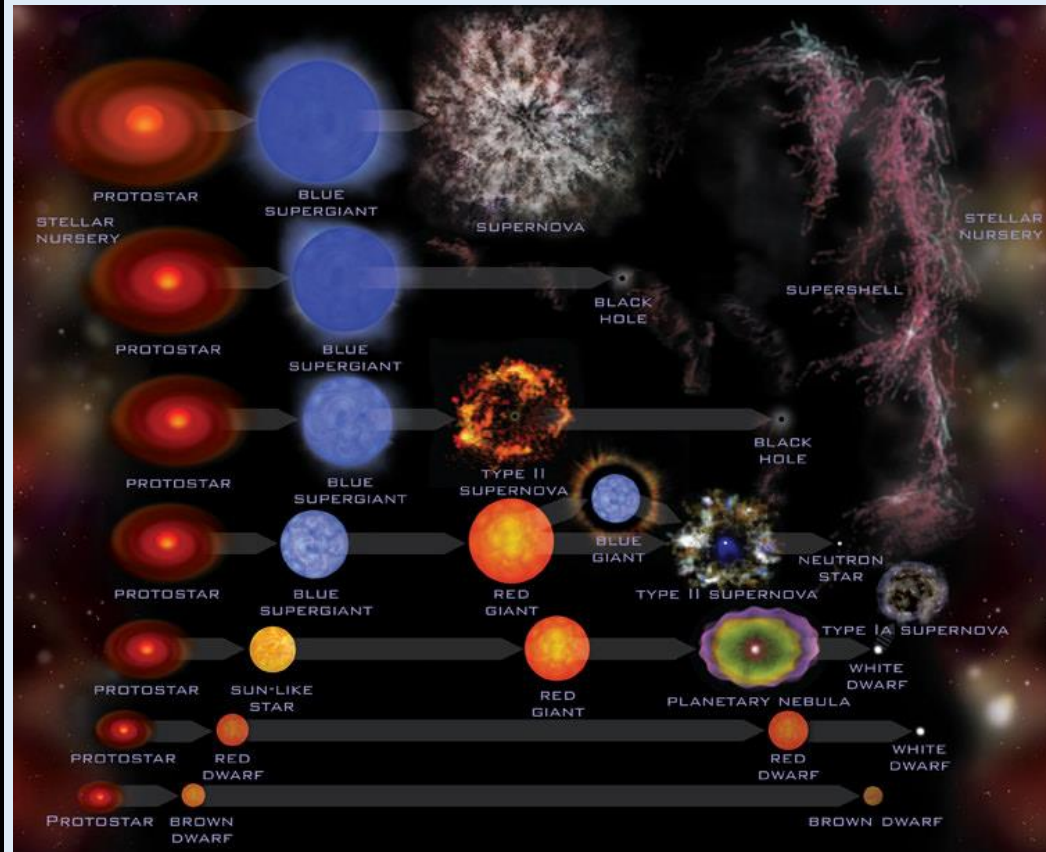 PROTOSTAR
BLUE
SUPERGIANT
SUPERNOVA
STELLAR
NURSERY
STELLAR
NURSERY
PROTOSTAR
BLUE
SUPERGIANT
BLACK
HOLE
SUPERSHELL
PROTOSTAR
BLUE
SUPERGIANT
TYPE II
SUPERNOVA
BLACK
HOLE
PROTOSTAR
BLUE
SUPERGIANT
RED
GIANT
BLUE
GIANT
TYPE II SUPERNOVA
NEUTRON
STAR
PROTOSTAR
SUN-LIKE
STAR
RED
GIANT
PLANETARY NEBULA
TYPE IA SUPERNOVA
WHITE
DWARF
PROTOSTAR
RED
DWARF
RED
DWARF
WHITE
DWARF
PROTOSTAR
BROWN
DWARF
BROWN DWARF